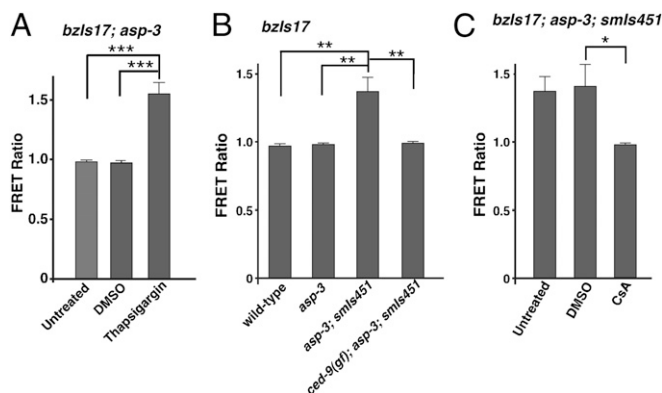 A
bzIs17; asp-3
***
***
FRET Ratio
1.5
1.0
0.5
0
Untreated
DMSO
Thapsigargin
B
bzIs17
**
**
**
FRET Ratio
1.5
1.0
0.5
0
wild-type
asp-3
asp-3; smIs451
ced-9(gf); asp-3; smIs451
C
bzIs17; asp-3; smIs451
*
FRET Ratio
1.5
1.0
0.5
0
Untreated
DMSO
CsA